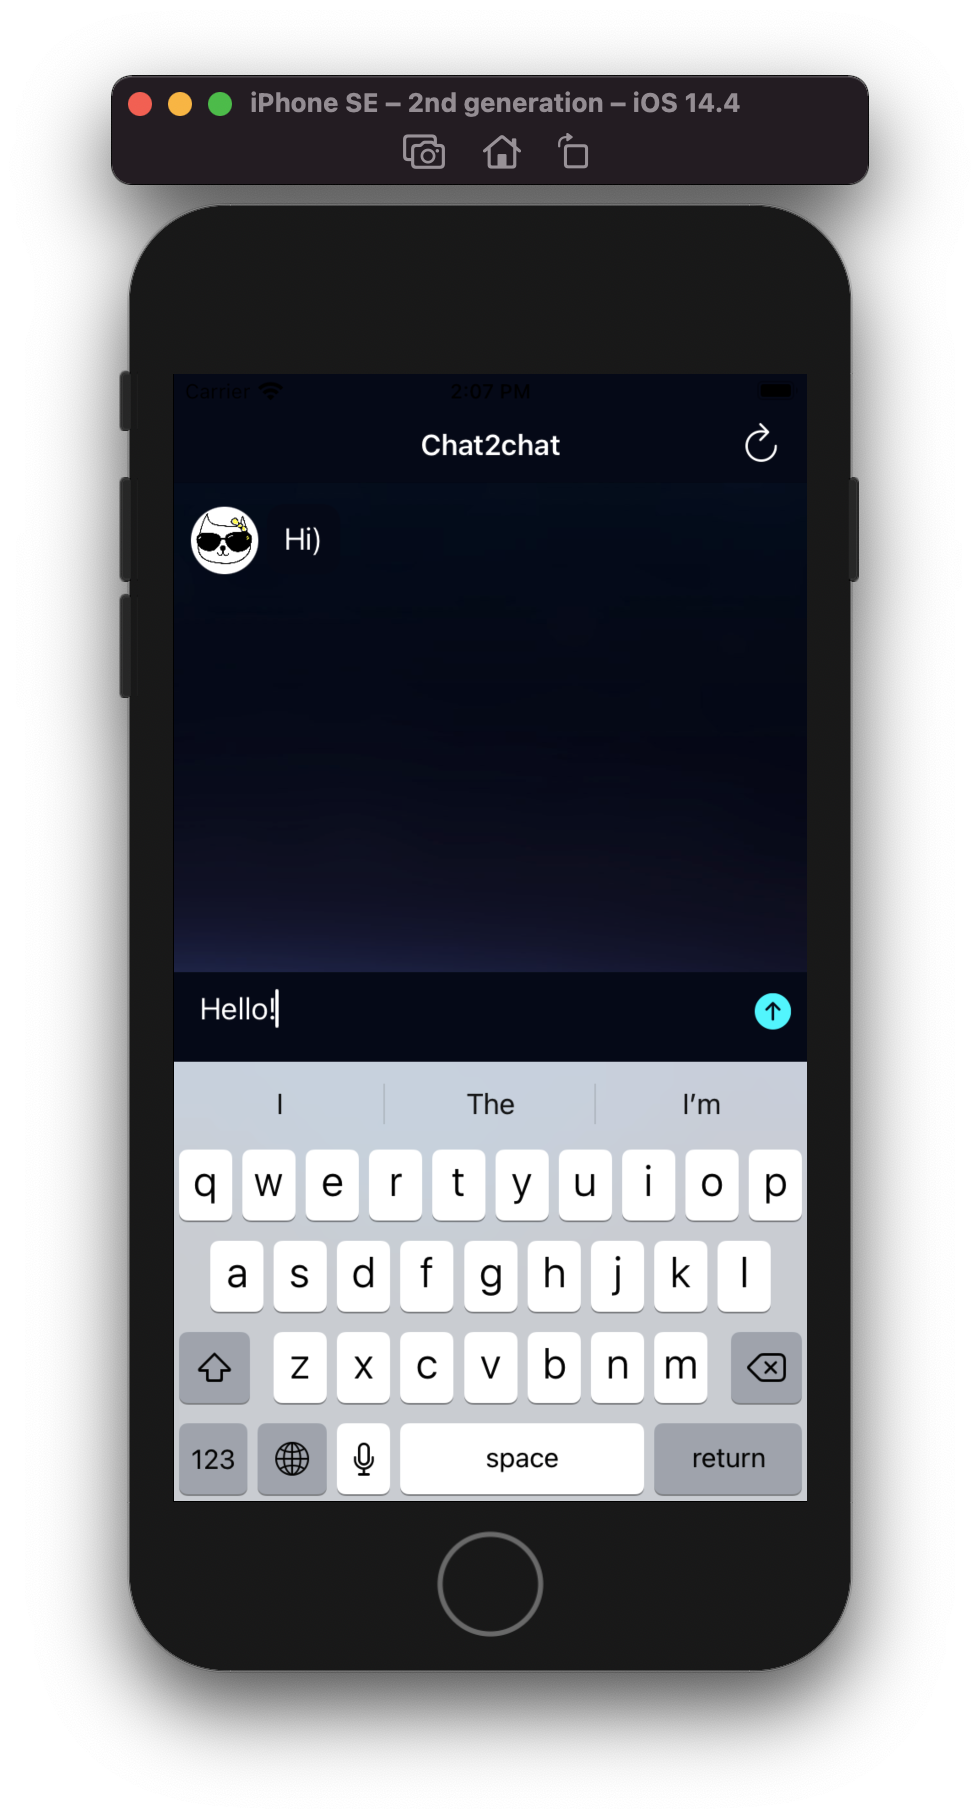 iPhone SE – 2nd generation – iOS 14.4
Carrier 2:07 PM
Chat2chat
Hi)
Hello!
I The I’m
q w e r t y u i o p
a s d f g h j k l
z x c v b n m
123 space return